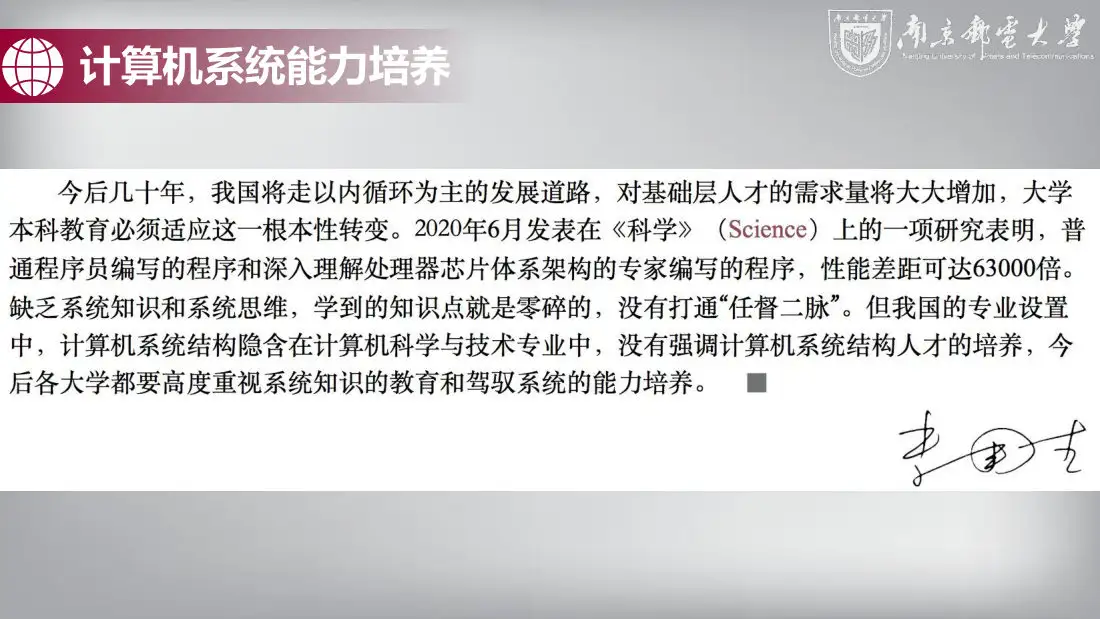 计算机系统能力培养
南京邮电大学
Nanjing University of Posts and Telecommunications
今后几十年，我国将走以内循环为主的发展道路，对基础层人才的需求量将大大增加，大学
本科教育必须适应这一根本性转变。2020年6月发表在《科学》（Science）上的一项研究表明，普
通程序员编写的程序和深入理解处理器芯片体系架构的专家编写的程序，性能差距可达63000倍。
缺乏系统知识和系统思维，学到的知识点就是零碎的，没有打通“任督二脉”。但我国的专业设置
中，计算机系统结构隐含在计算机科学与技术专业中，没有强调计算机系统结构人才的培养，今
后各大学都要高度重视系统知识的教育和驾驭系统的能力培养。
李国杰